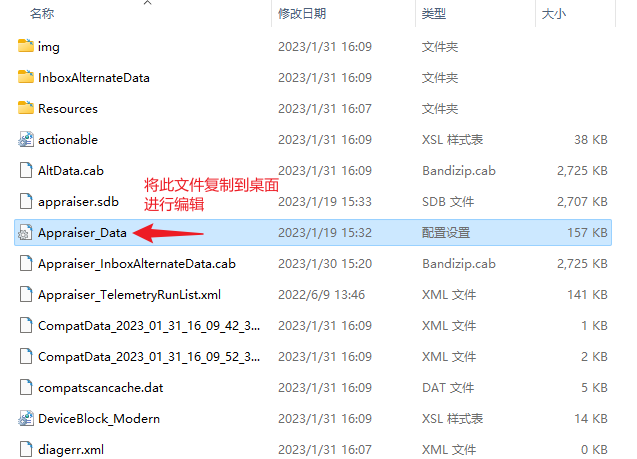 名称 修改日期 类型 大小
img 2023/1/31 16:09 文件夹
InboxAlternateData 2023/1/31 16:09 文件夹
Resources 2023/1/31 16:07 文件夹
actionable 2023/1/31 16:09 XSL 样式表 38 KB
AltData.cab 2023/1/31 16:09 Bandizip.cab 2,725 KB
将此文件复制到桌面
进行编辑
appraiser.sdb 2023/1/19 15:33 SDB 文件 2,707 KB
Appraiser_Data 2023/1/19 15:32 配置设置 157 KB
Appraiser_InboxAlternateData.cab 2023/1/30 15:20 Bandizip.cab 2,725 KB
Appraiser_TelemetryRunList.xml 2022/6/9 13:46 XML 文件 141 KB
CompatData_2023_01_31_16_09_42_3... 2023/1/31 16:09 XML 文件 1 KB
CompatData_2023_01_31_16_09_52_3... 2023/1/31 16:09 XML 文件 2 KB
compatscancache.dat 2023/1/31 16:09 DAT 文件 5 KB
DeviceBlock_Modern 2023/1/31 16:09 XSL 样式表 14 KB
diagerr.xml 2023/1/31 16:07 XML 文件 0 KB